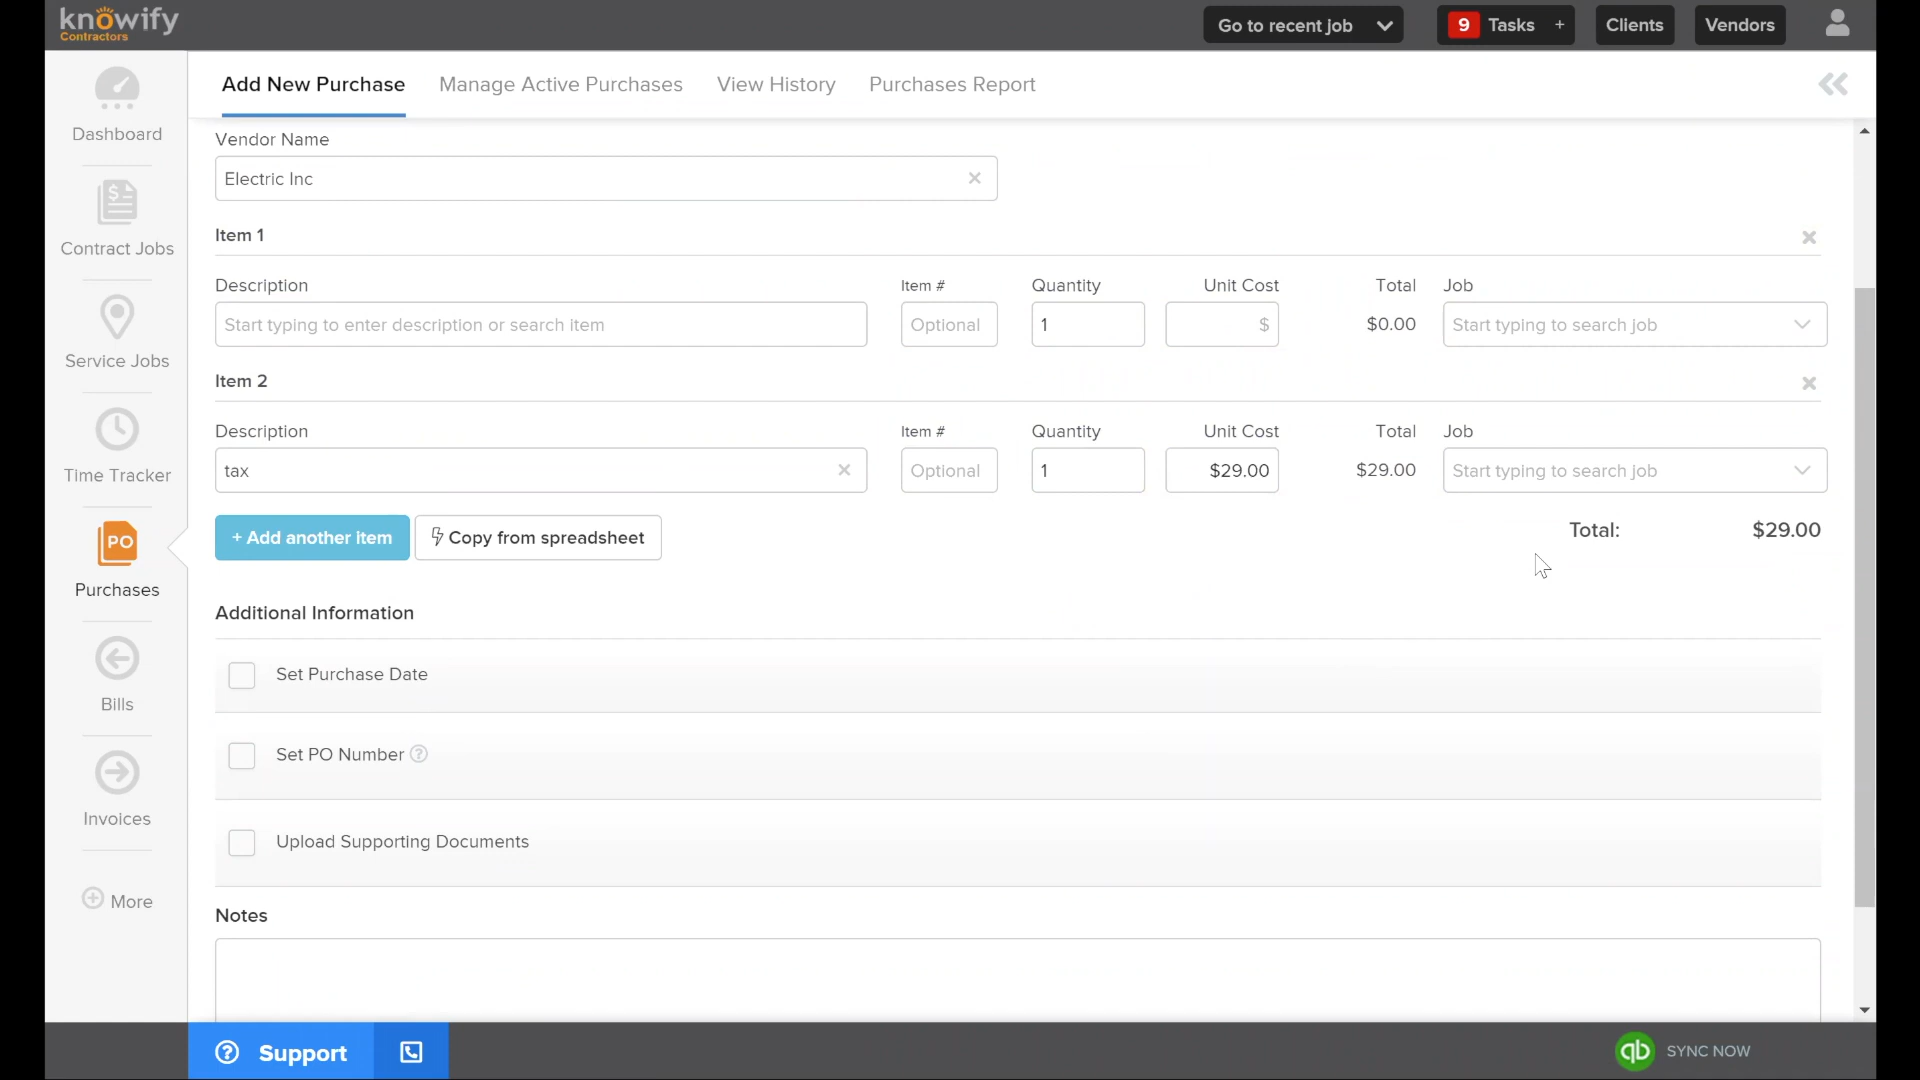 knowify
Contractors
Go to recent job
9 Tasks +
Clients
Vendors
Add New Purchase
Manage Active Purchases
View History
Purchases Report
Dashboard
Contract Jobs
Service Jobs
Time Tracker
PO
Purchases
Bills
Invoices
More
Vendor Name
Electric Inc
Item 1
Description Item # Quantity Unit Cost Total Job
Start typing to enter description or search item Optional 1 $ $0.00 Start typing to search job
Item 2
Description Item # Quantity Unit Cost Total Job
tax Optional 1 $29.00 $29.00 Start typing to search job
+ Add another item Copy from spreadsheet Total: $29.00
Additional Information
Set Purchase Date
Set PO Number ?
Upload Supporting Documents
Notes
? Support
qb SYNC NOW